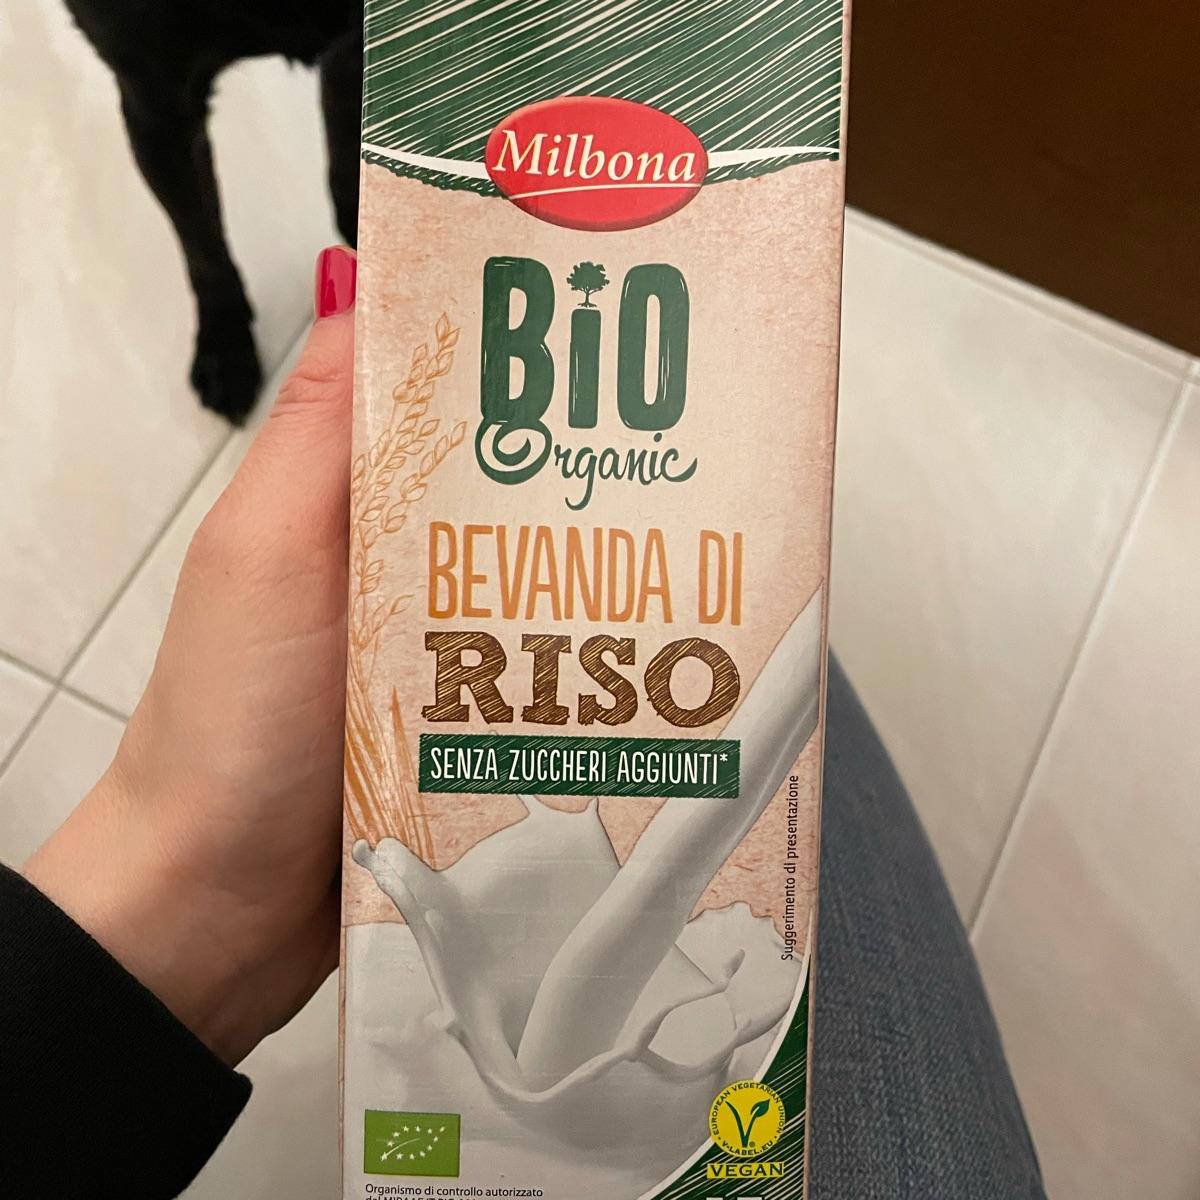 Milbona
BiO
Organic
BEVANDA DI
RISO
SENZA ZUCCHERI AGGIUNTI*
Suggerimento di presentazione
EUROPEAN VEGETARIAN UNION
V-LABEL.EU
VEGAN
Organismo di controllo autorizzato